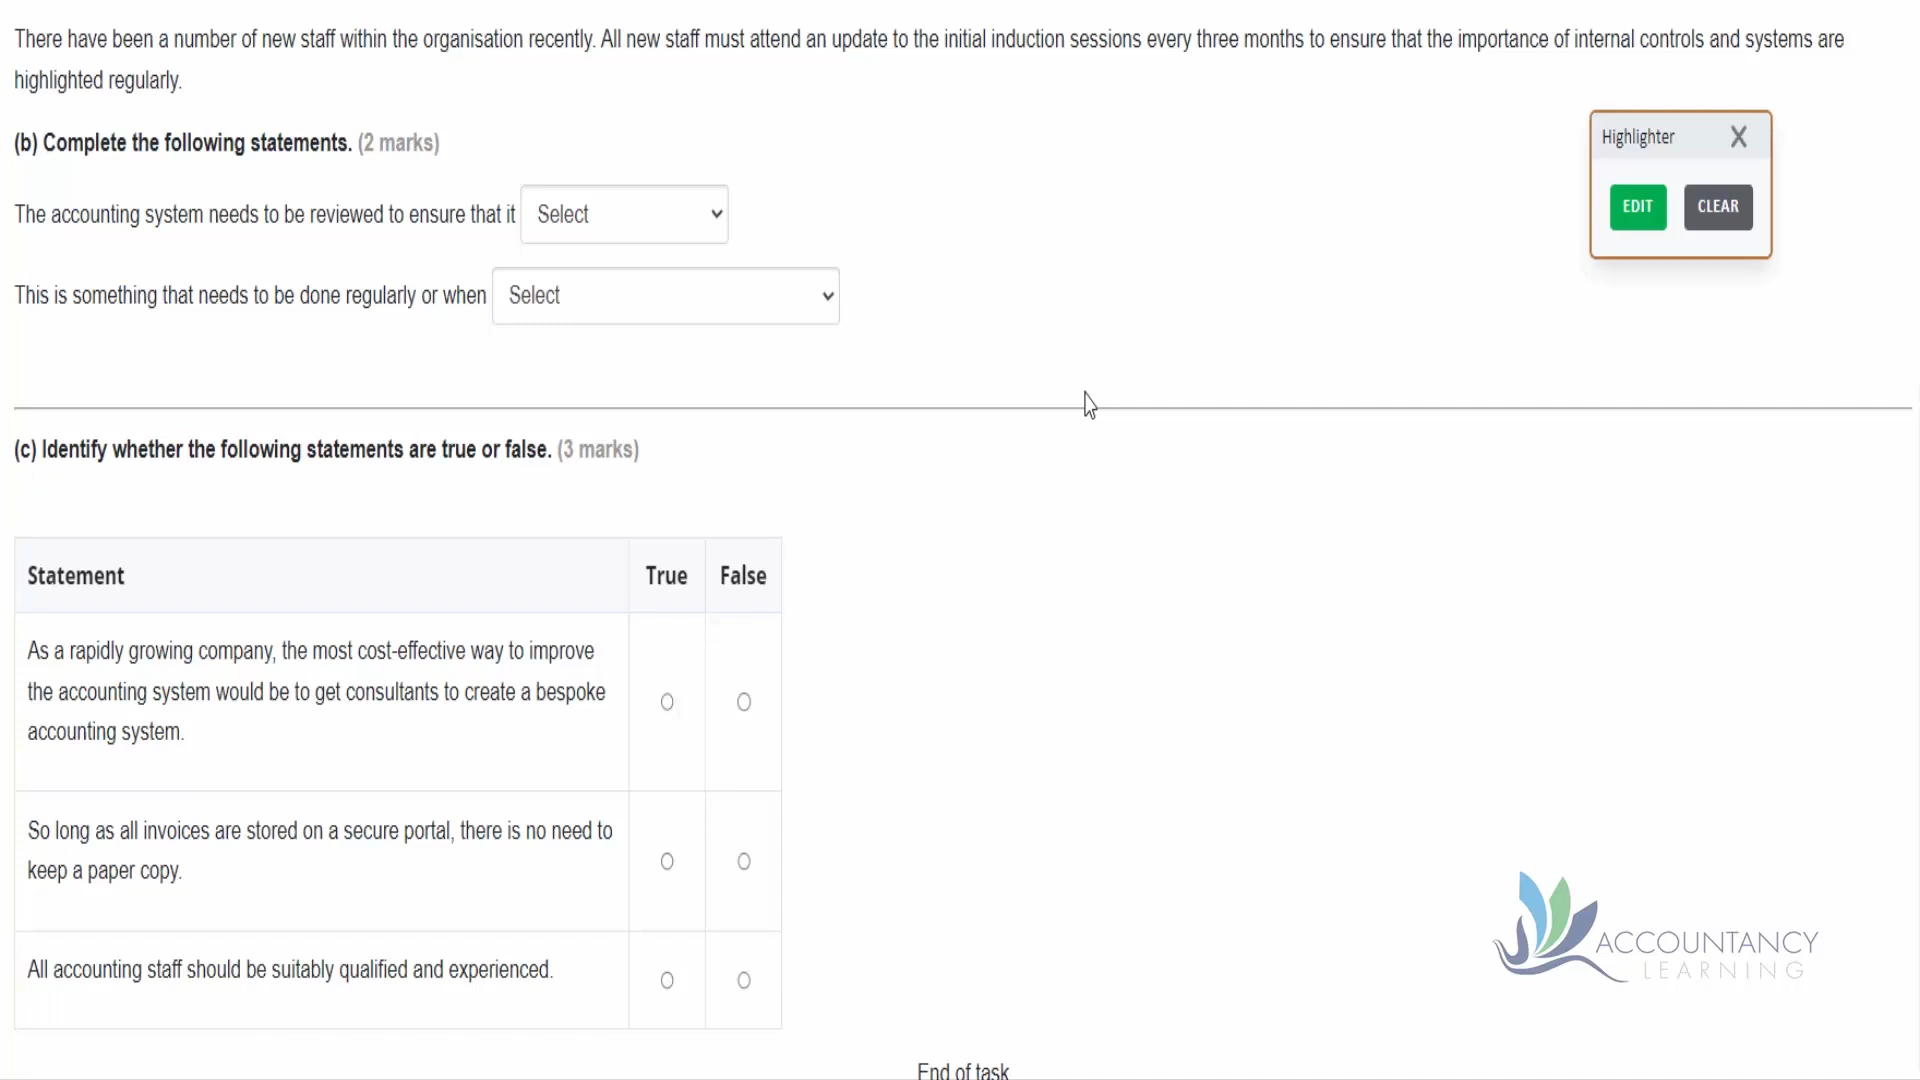 There have been a number of new staff within the organisation recently. All new staff must attend an update to the initial induction sessions every three months to ensure that the importance of internal controls and systems are
highlighted regularly.
Highlighter X
(b) Complete the following statements. (2 marks)
EDIT CLEAR
The accounting system needs to be reviewed to ensure that it Select
This is something that needs to be done regularly or when Select
(c) Identify whether the following statements are true or false. (3 marks)
Statement True False
As a rapidly growing company, the most cost-effective way to improve
the accounting system would be to get consultants to create a bespoke
accounting system.
So long as all invoices are stored on a secure portal, there is no need to
keep a paper copy.
All accounting staff should be suitably qualified and experienced.
ACCOUNTANCY
LEARNING
End of task